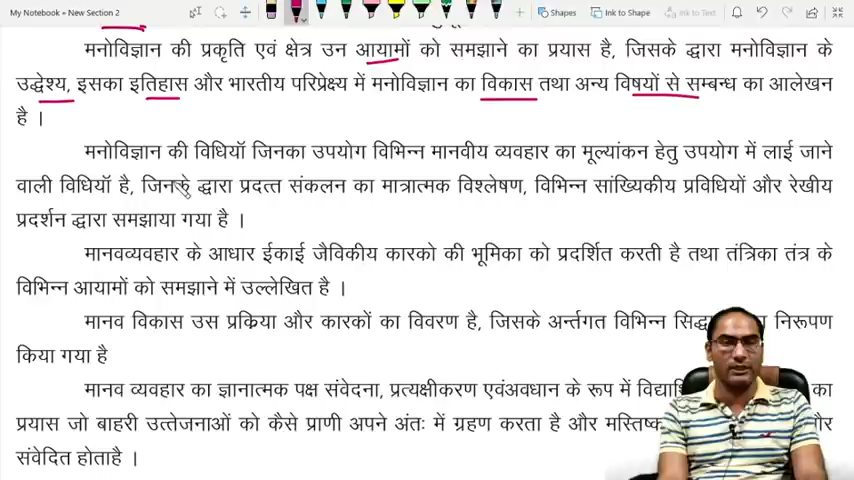 My Notebook » New Section 2
Shapes
Ink to Shape
Ink to Text
मनोविज्ञान की प्रकृति एवं क्षेत्र उन आयामों को समझाने का प्रयास है, जिसके द्वारा मनोविज्ञान के
उद्धेश्य, इसका इतिहास और भारतीय परिप्रेक्ष्य में मनोविज्ञान का विकास तथा अन्य विषयों से सम्बन्ध का आलेखन
है ।
मनोविज्ञान की विधियॉ जिनका उपयोग विभिन्न मानवीय व्यवहार का मूल्यांकन हेतु उपयोग में लाई जाने
वाली विधियॉ है, जिनके द्वारा प्रदत्त संकलन का मात्रात्मक विश्लेषण, विभिन्न सांख्यिकीय प्रविधियों और रेखीय
प्रदर्शन द्वारा समझाया गया है ।
मानवव्यवहार के आधार ईकाई जैविकीय कारको की भूमिका को प्रदर्शित करती है तथा तंत्रिका तंत्र के
विभिन्न आयामों को समझाने में उल्लेखित है ।
मानव विकास उस प्रक्रिया और कारकों का विवरण है, जिसके अर्न्तगत विभिन्न निरूपण
किया गया है
मानव व्यवहार का ज्ञानात्मक पक्ष संवेदना, प्रत्यक्षीकरण एवंअवधान के रूप में का
प्रयास जो बाहरी उत्तेजनाओं को कैसे प्राणी अपने अंतः में ग्रहण करता है और
संवेदित होताहै ।